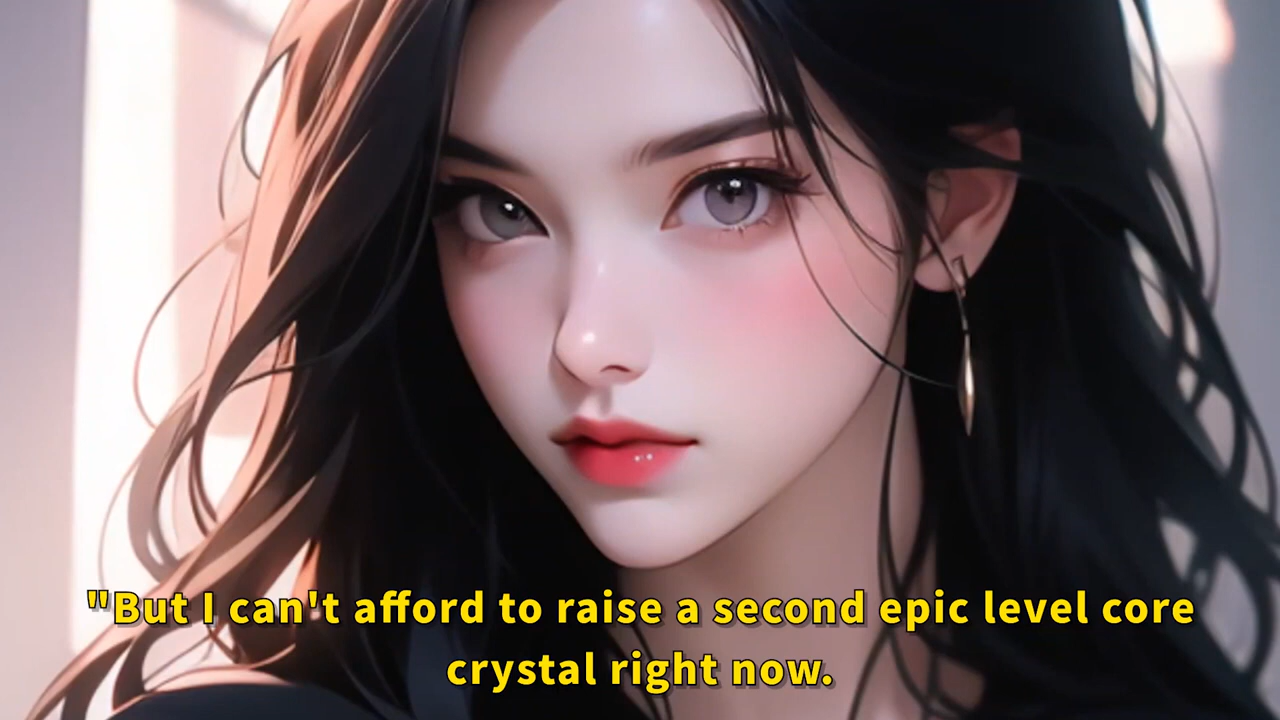 "But I can't afford to raise a second epic level core
crystal right now.